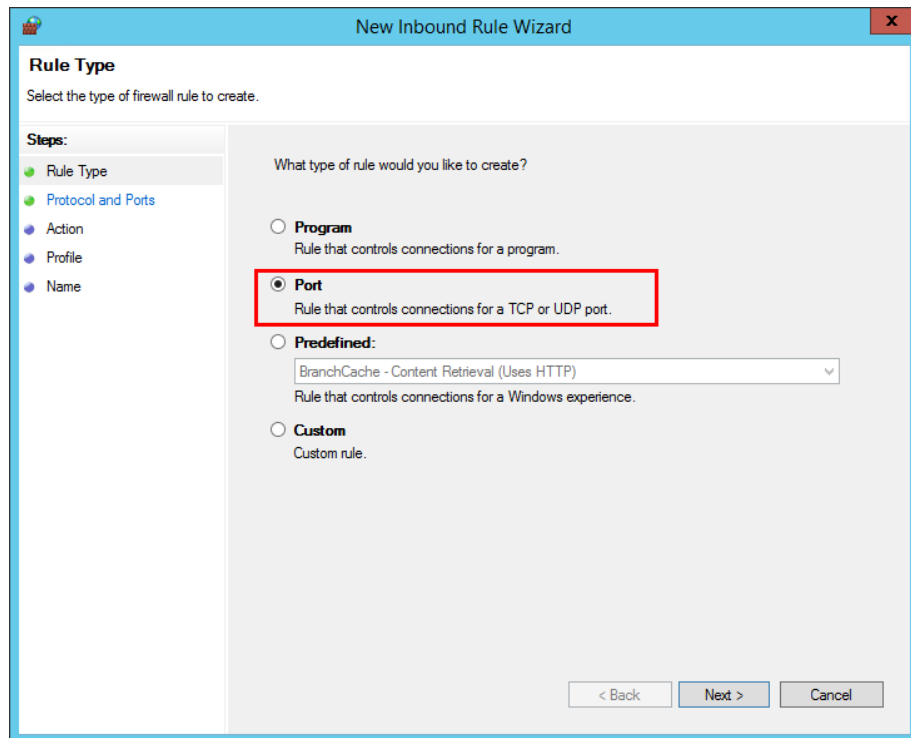 New Inbound Rule Wizard
x
Rule Type
Select the type of firewall rule to create.
Steps:
Rule Type
Protocol and Ports
Action
Profile
Name
What type of rule would you like to create?
Program
Rule that controls connections for a program.
Port
Rule that controls connections for a TCP or UDP port.
Predefined:
BranchCache - Content Retrieval (Uses HTTP)
Rule that controls connections for a Windows experience.
Custom
Custom rule.
< Back Next > Cancel